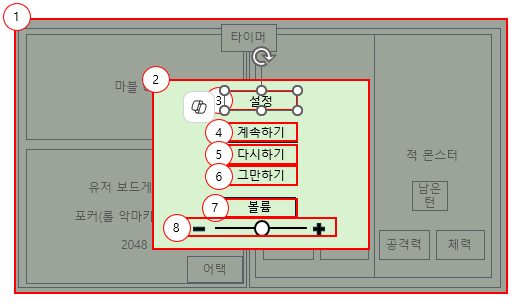 1
타이머
2
마블
3 설정
4 계속하기
5 다시하기
적 몬스터
6 그만하기
유저 보드게
남은
턴
7 볼륨
포커(롬 악마카
8 - +
2048
공격력
체력
어택